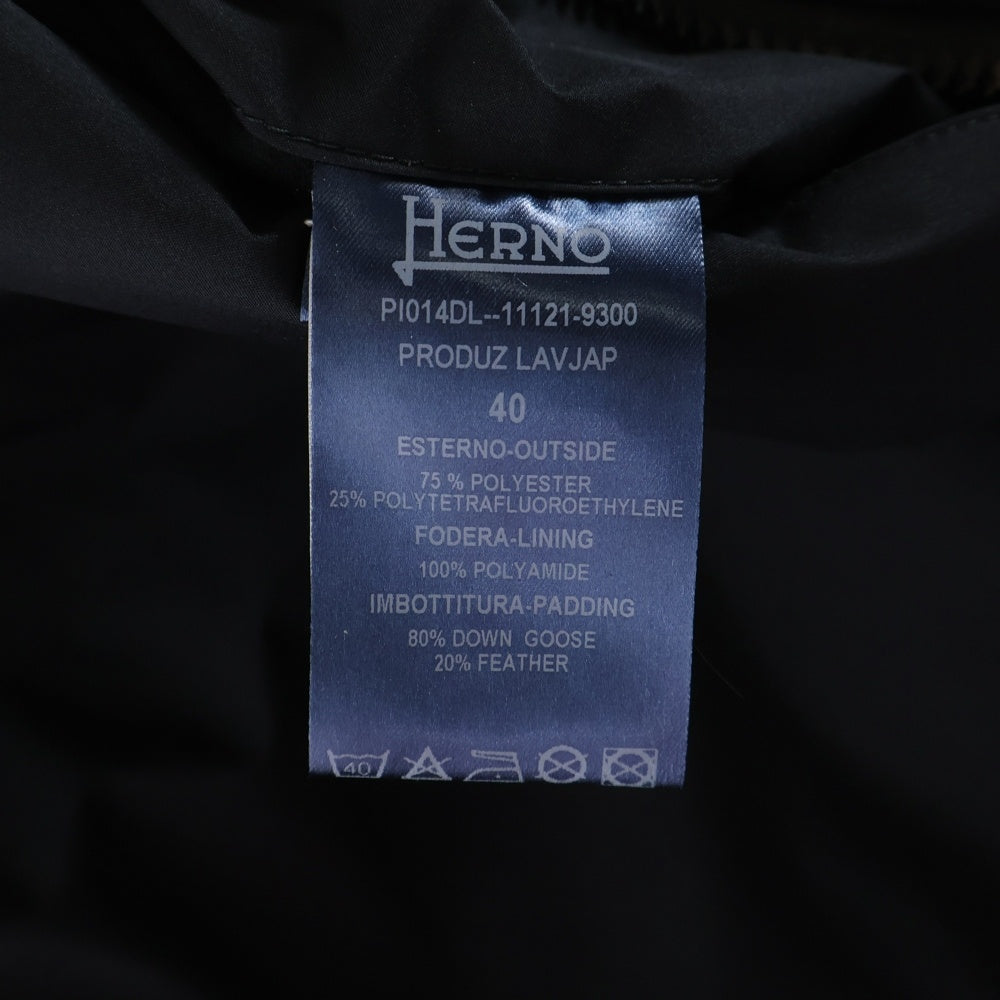 HERNO
PI014DL--11121-9300
PRODUZ LAVJAP
40
ESTERNO-OUTSIDE
75 % POLYESTER
25% POLYTETRAFLUOROETHYLENE
FODERA-LINING
100% POLYAMIDE
IMBOTTITURA-PADDING
80% DOWN GOOSE
20% FEATHER
40